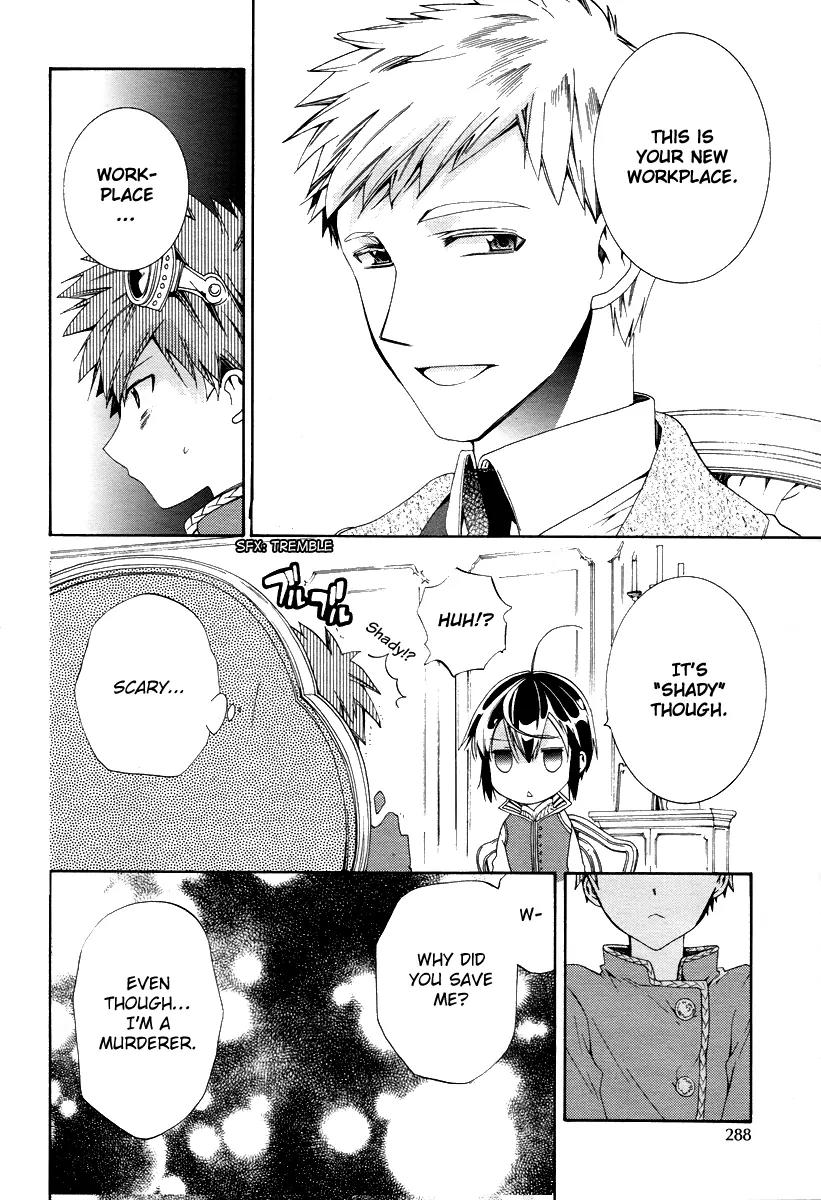 THIS IS
YOUR NEW
WORKPLACE.
WORK-
PLACE
...
IT'S
"SHADY"
THOUGH.
HUH!?
Shady!?
SFX: TREMBLE
ブルブル
SCARY...
W-
WHY DID
YOU SAVE
ME?
EVEN
THOUGH...
I'M A
MURDERER.
288